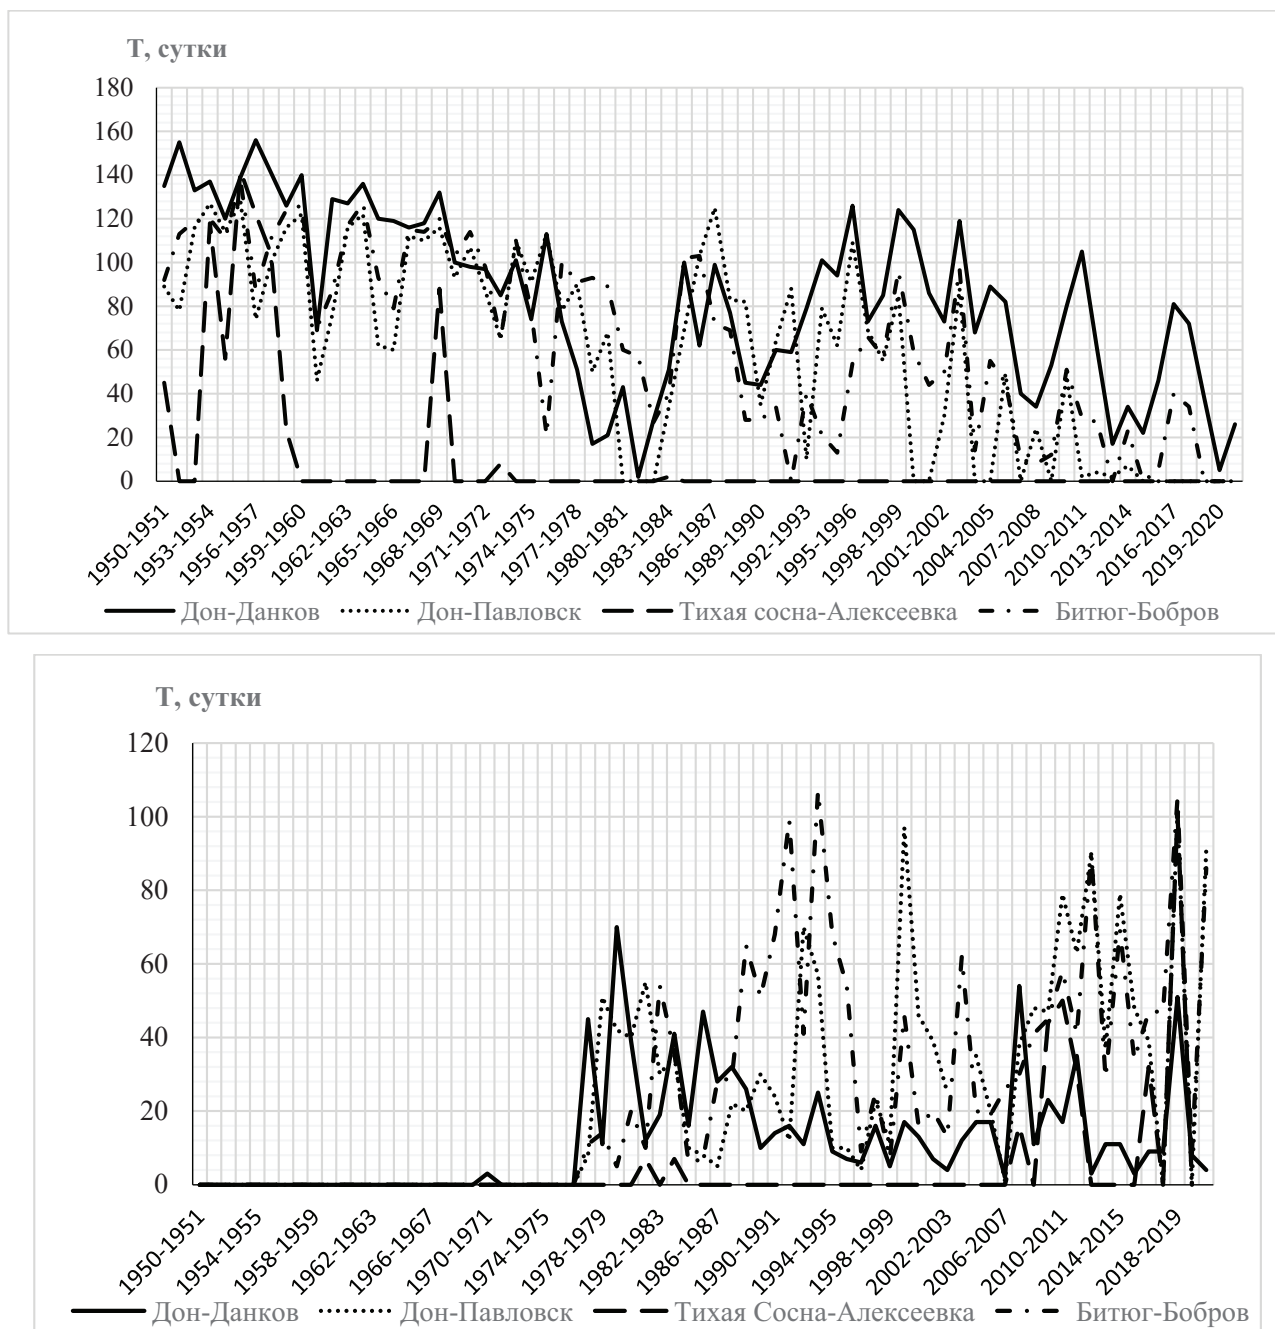 Т, сутки
180
160
140
120
100
80
60
40
20
0
1950-1951 1953-1954 1956-1957 1959-1960 1962-1963 1965-1966 1968-1969 1971-1972 1974-1975 1977-1978 1980-1981 1983-1984 1986-1987 1989-1990 1992-1993 1995-1996 1998-1999 2001-2002 2004-2005 2007-2008 2010-2011 2013-2014 2016-2017 2019-2020
Дон-Данков Дон-Павловск Тихая сосна-Алексеевка Битюг-Бобров
Т, сутки
120
100
80
60
40
20
0
1950-1951 1954-1955 1958-1959 1962-1963 1966-1967 1970-1971 1974-1975 1978-1979 1982-1983 1986-1987 1990-1991 1994-1995 1998-1999 2002-2003 2006-2007 2010-2011 2014-2015 2018-2019
Дон-Данков Дон-Павловск Тихая Сосна-Алексеевка Битюг-Бобров